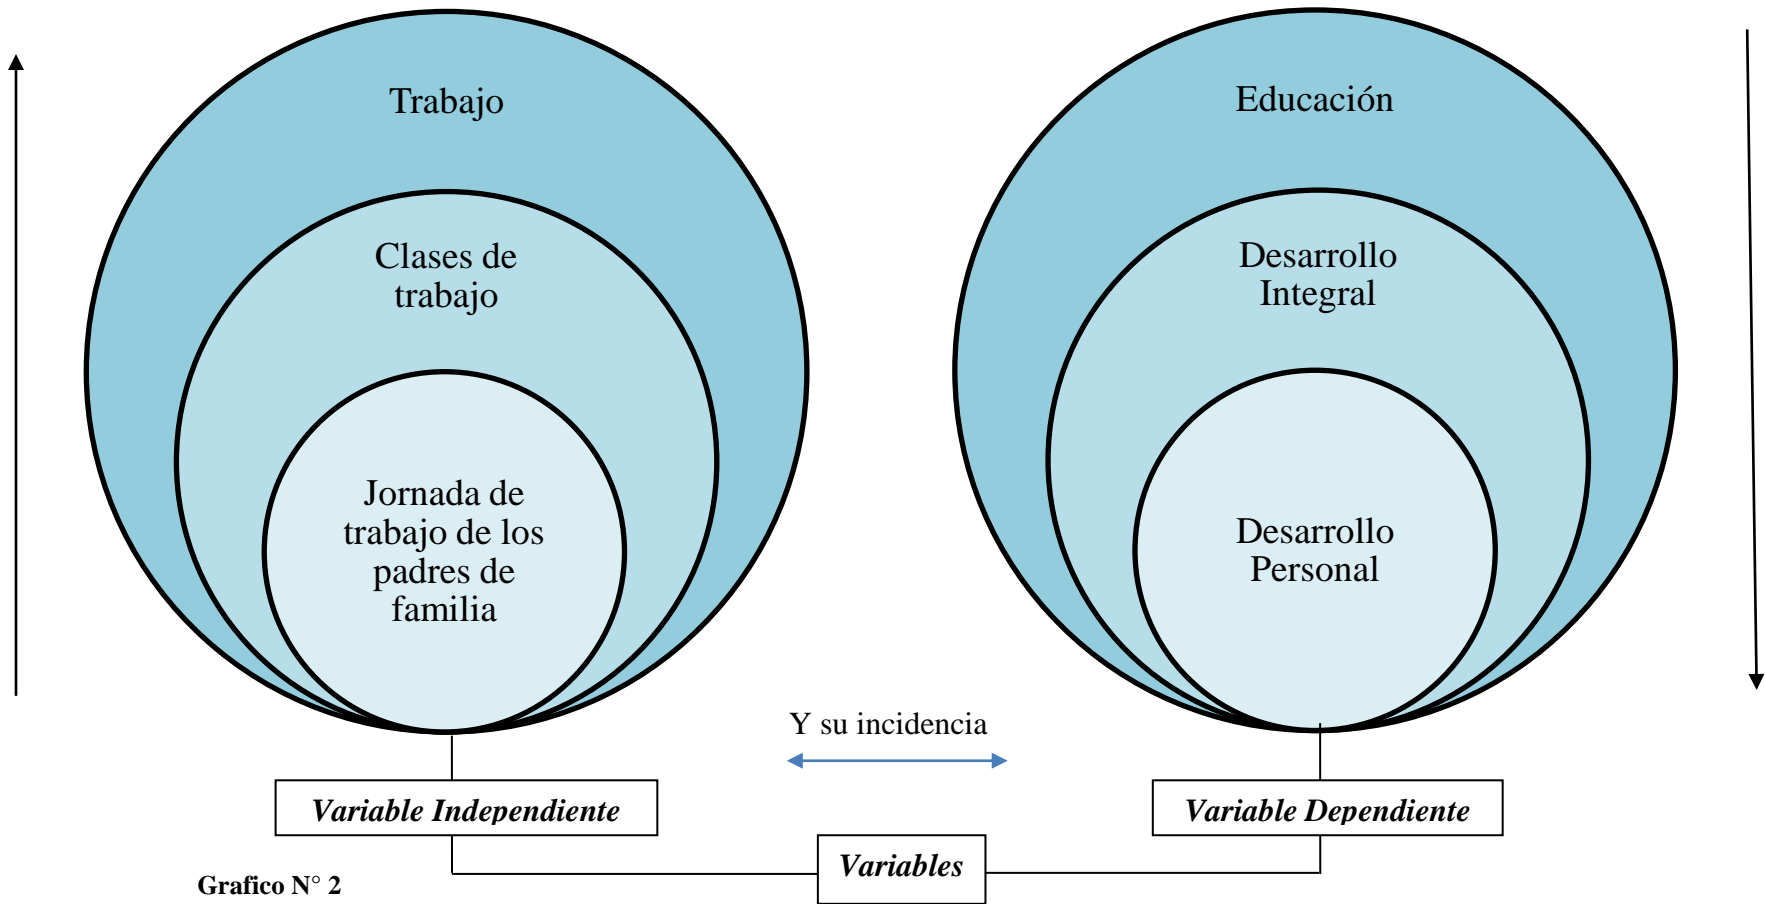 Trabajo
Clases de
trabajo
Jornada de
trabajo de los
padres de
familia
Educación
Desarrollo
Integral
Desarrollo
Personal
Y su incidencia
Variable Independiente
Variable Dependiente
Variables
Grafico N° 2